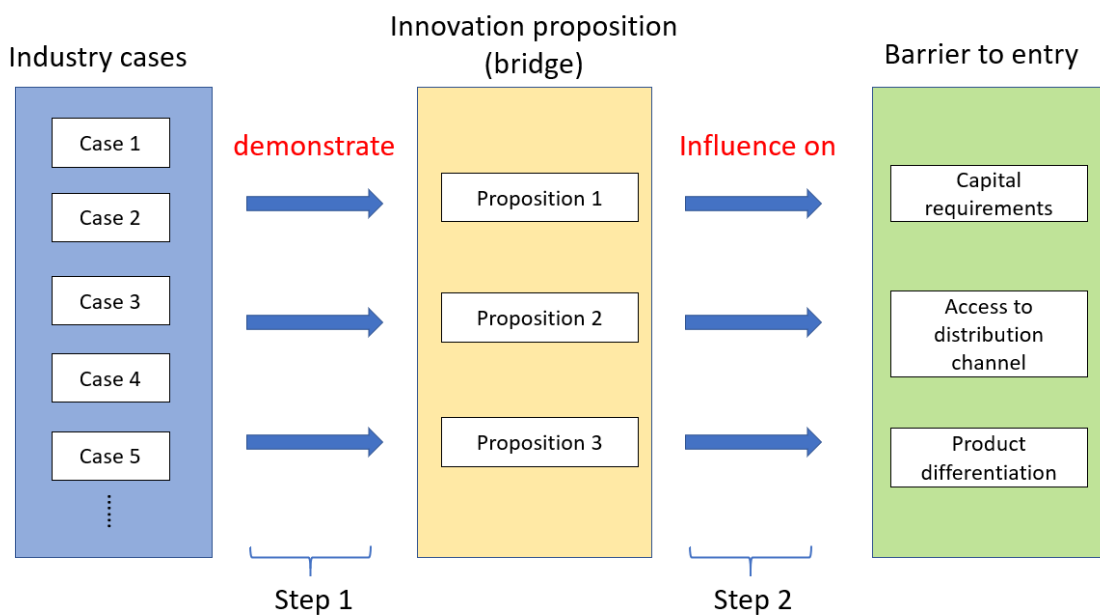 Industry cases
Case 1
Case 2
Case 3
Case 4
Case 5
......
demonstrate
Step 1
Innovation proposition
(bridge)
Proposition 1
Proposition 2
Proposition 3
Influence on
Step 2
Barrier to entry
Capital
requirements
Access to
distribution
channel
Product
differentiation